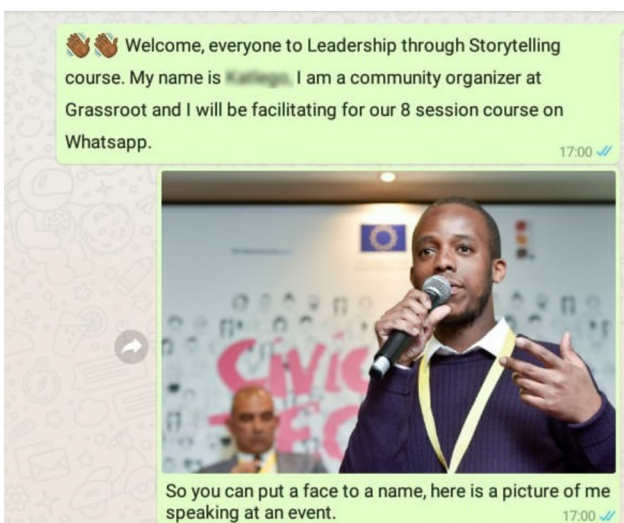 Welcome, everyone to Leadership through Storytelling
course. My name is I am a community organizer at
Grassroot and I will be facilitating for our 8 session course on
Whatsapp.
17:00
CIVIC
TEC
So you can put a face to a name, here is a picture of me
speaking at an event.
17:00